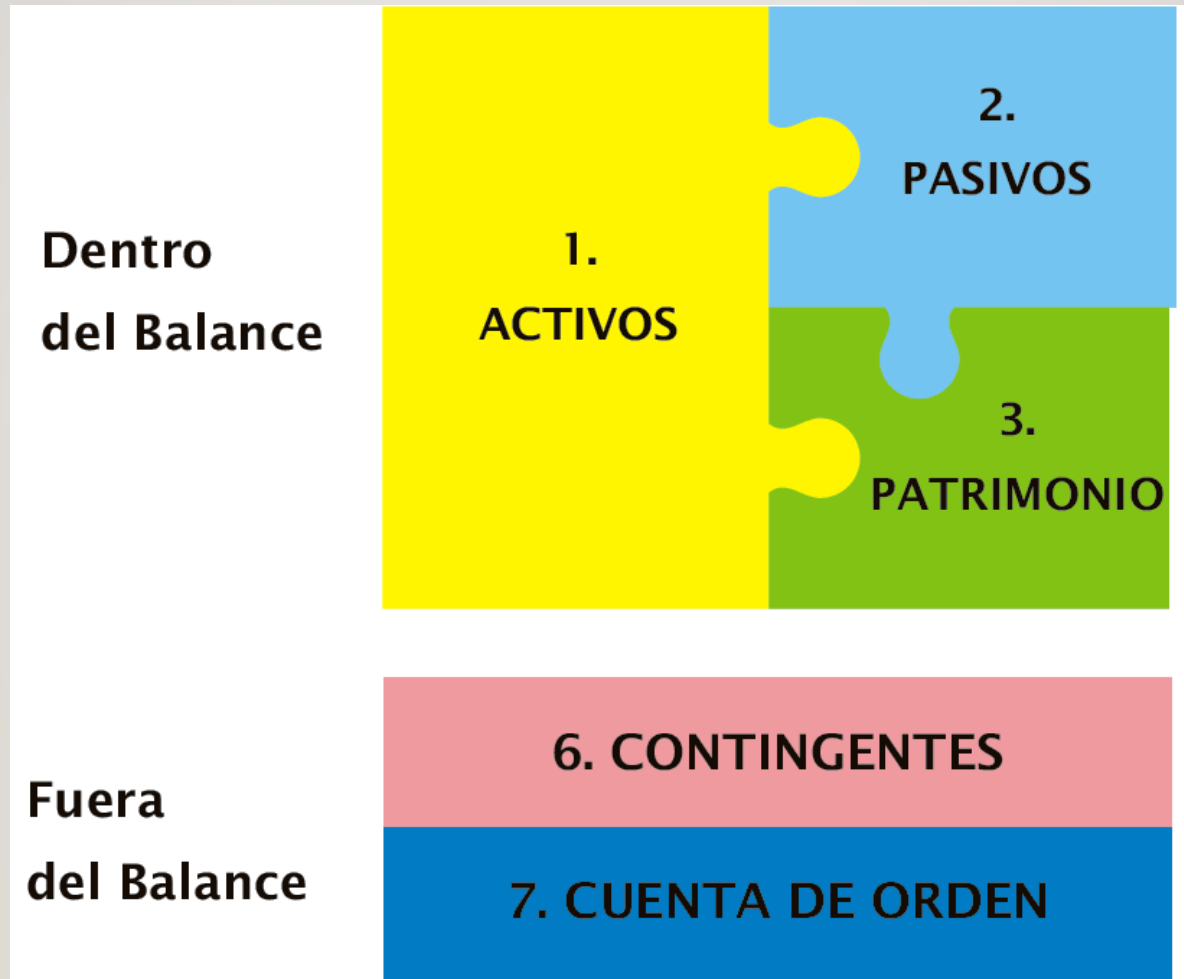 Dentro
del Balance
1.
ACTIVOS
2.
PASIVOS
3.
PATRIMONIO
Fuera
del Balance
6. CONTINGENTES
7. CUENTA DE ORDEN